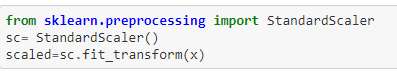 from sklearn.preprocessing import StandardScaler
sc= StandardScaler()
scaled=sc.fit_transform(x)